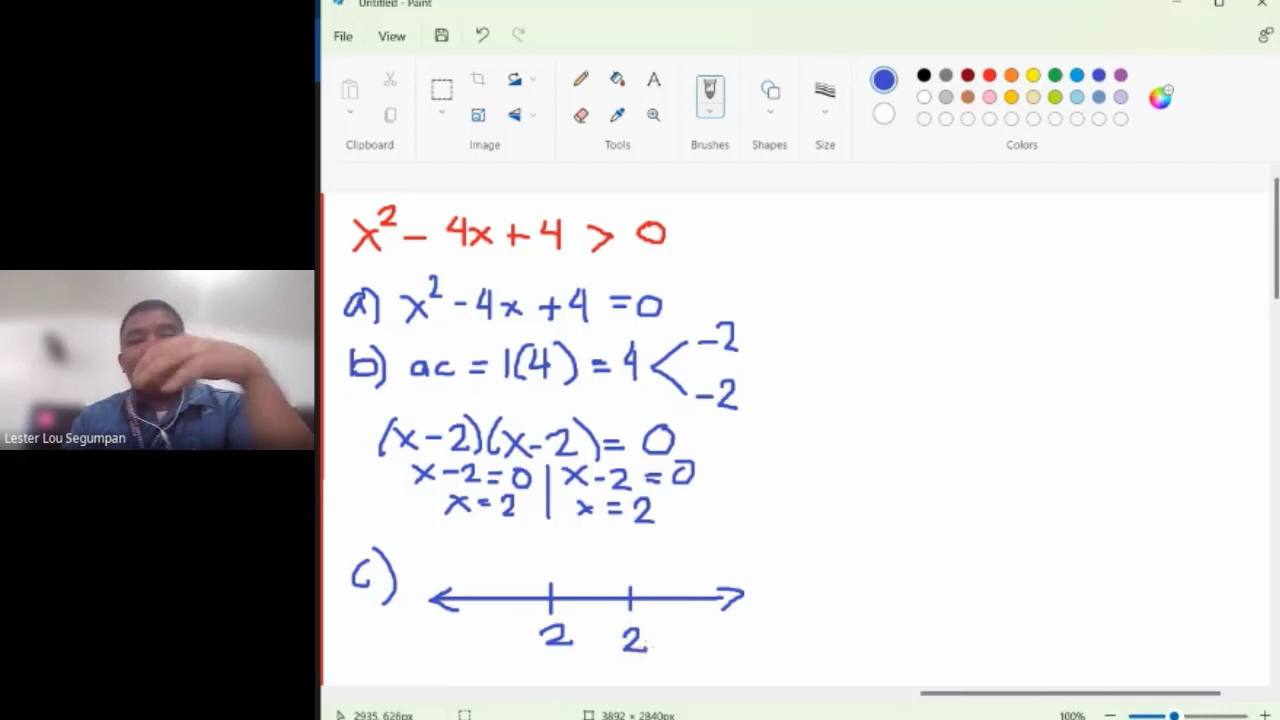 Untitled - Paint
File View
Clipboard Image Tools Brushes Shapes Size Colors
x² - 4x + 4 > 0
a) x² - 4x + 4 = 0
b) ac = 1(4) = 4 < -2
-2
(x - 2)(x - 2) = 0
x - 2 = 0 | x - 2 = 0
x = 2 | x = 2
c)
2 2
Lester Lou Segumpan
2935, 626px 3892 × 2840px 100%